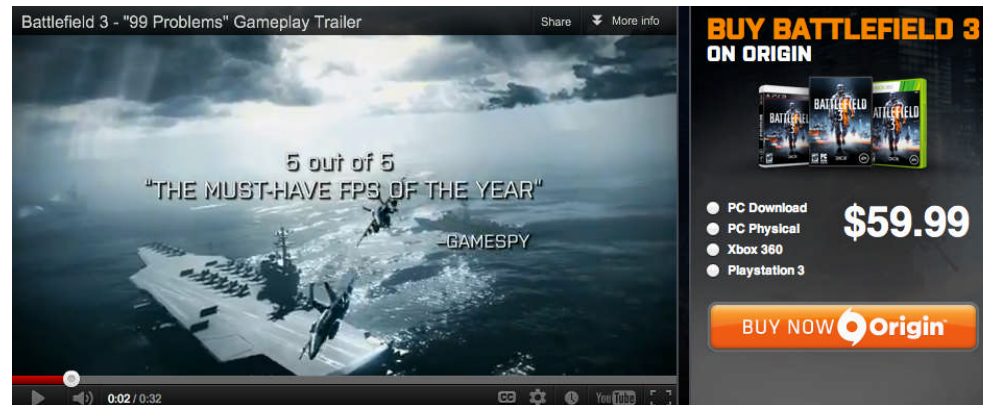 Battlefield 3 - "99 Problems" Gameplay Trailer
Share
More info
5 out of 5
"THE MUST-HAVE FPS OF THE YEAR"
-GAMESPY
0:02 / 0:32
CC
YouTube
BUY BATTLEFIELD 3
ON ORIGIN
BATTLEFIELD
3
PC Download
PC Physical
Xbox 360
Playstation 3
$59.99
BUY NOW Origin